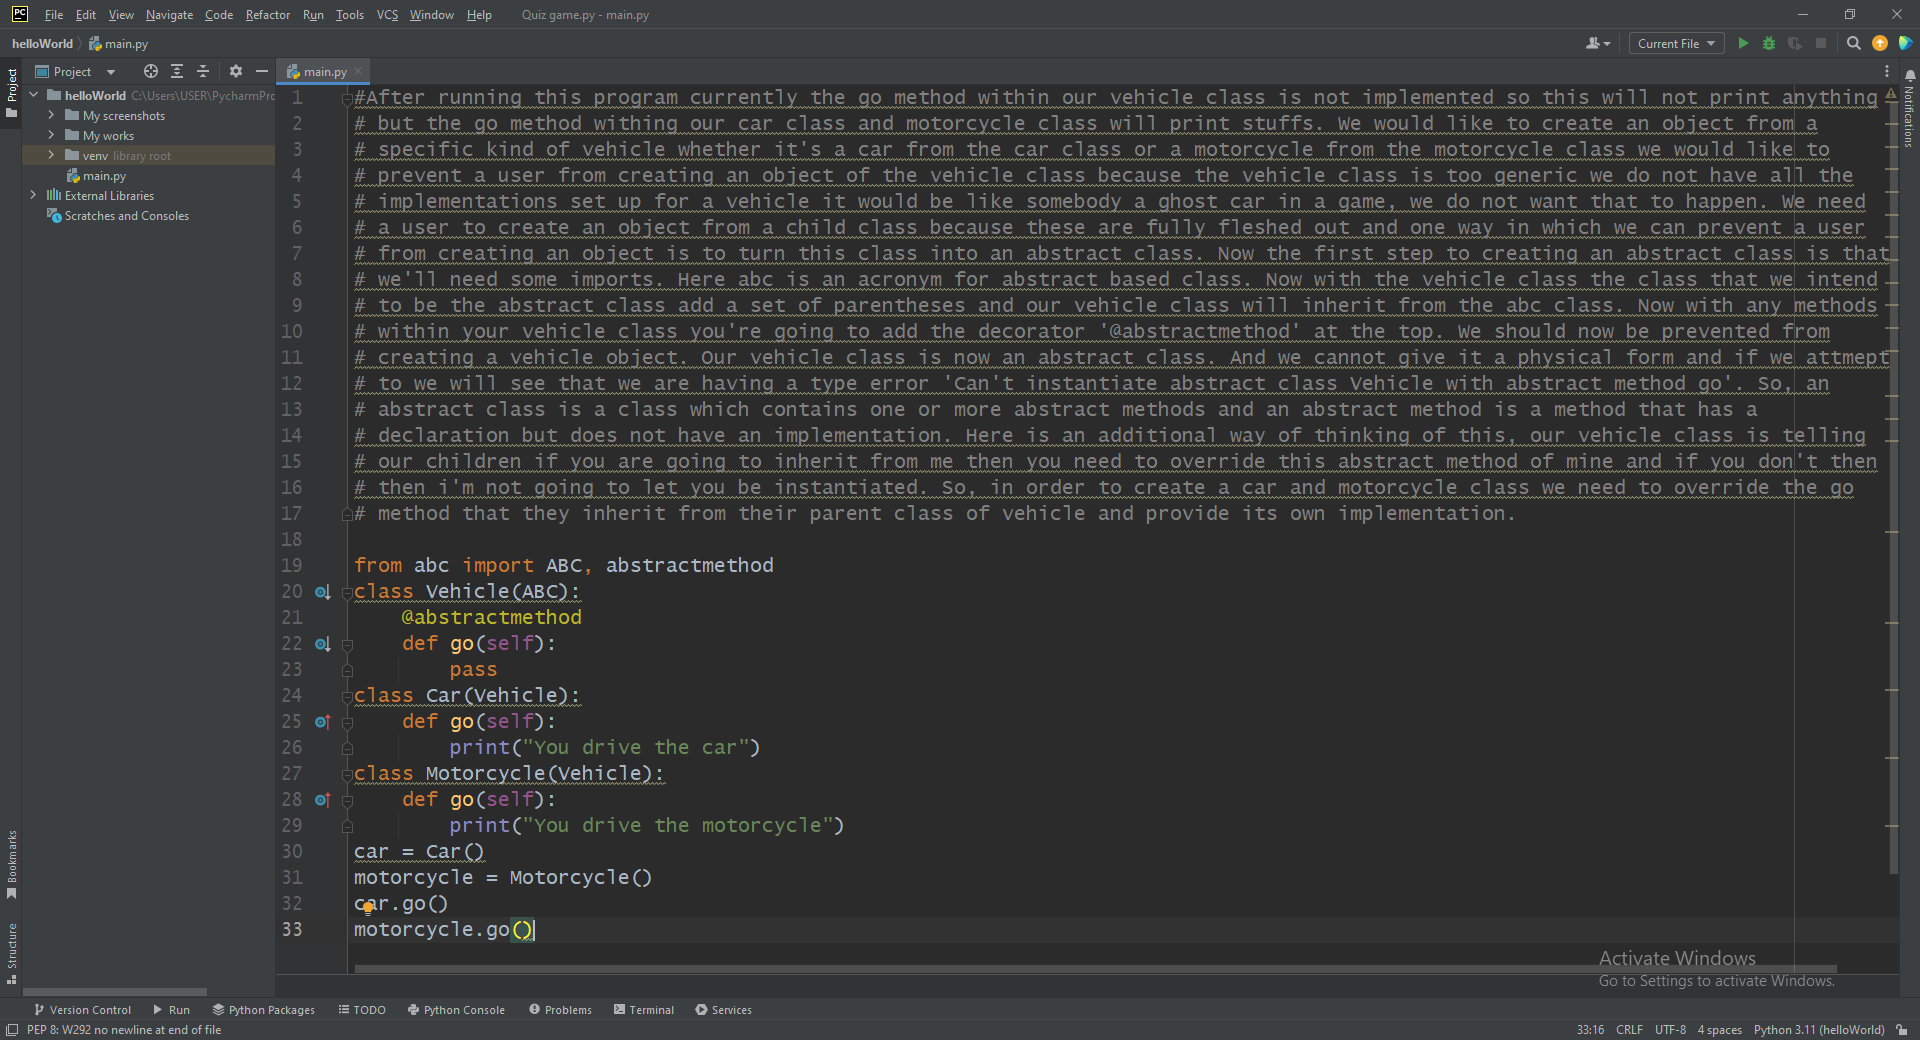 PC File Edit View Navigate Code Refactor Run Tools VCS Window Help Quiz game.py - main.py
helloWorld main.py Current File
Project main.py
Project
Notifications
helloWorld C:\Users\USER\PycharmPro
My screenshots
My works
venv library root
main.py
External Libraries
Scratches and Consoles
1 #After running this program currently the go method within our vehicle class is not implemented so this will not print anything
2 # but the go method withing our car class and motorcycle class will print stuffs. We would like to create an object from a
3 # specific kind of vehicle whether it's a car from the car class or a motorcycle from the motorcycle class we would like to
4 # prevent a user from creating an object of the vehicle class because the vehicle class is too generic we do not have all the
5 # implementations set up for a vehicle it would be like somebody a ghost car in a game, we do not want that to happen. We need
6 # a user to create an object from a child class because these are fully fleshed out and one way in which we can prevent a user
7 # from creating an object is to turn this class into an abstract class. Now the first step to creating an abstract class is that
8 # we'll need some imports. Here abc is an acronym for abstract based class. Now with the vehicle class the class that we intend
9 # to be the abstract class add a set of parentheses and our vehicle class will inherit from the abc class. Now with any methods
10 # within your vehicle class you're going to add the decorator '@abstractmethod' at the top. We should now be prevented from
11 # creating a vehicle object. Our vehicle class is now an abstract class. And we cannot give it a physical form and if we attmept
12 # to we will see that we are having a type error 'Can't instantiate abstract class Vehicle with abstract method go'. So, an
13 # abstract class is a class which contains one or more abstract methods and an abstract method is a method that has a
14 # declaration but does not have an implementation. Here is an additional way of thinking of this, our vehicle class is telling
15 # our children if you are going to inherit from me then you need to override this abstract method of mine and if you don't then
16 # then i'm not going to let you be instantiated. So, in order to create a car and motorcycle class we need to override the go
17 # method that they inherit from their parent class of vehicle and provide its own implementation.
18
19 from abc import ABC, abstractmethod
20 class Vehicle(ABC):
21     @abstractmethod
22     def go(self):
23         pass
24 class Car(Vehicle):
25     def go(self):
26         print("You drive the car")
27 class Motorcycle(Vehicle):
28     def go(self):
29         print("You drive the motorcycle")
30 car = Car()
31 motorcycle = Motorcycle()
32 car.go()
33 motorcycle.go()
Bookmarks
Structure
Activate Windows
Go to Settings to activate Windows.
Version Control Run Python Packages TODO Python Console Problems Terminal Services
PEP 8: W292 no newline at end of file 33:16 CRLF UTF-8 4 spaces Python 3.11 (helloWorld)